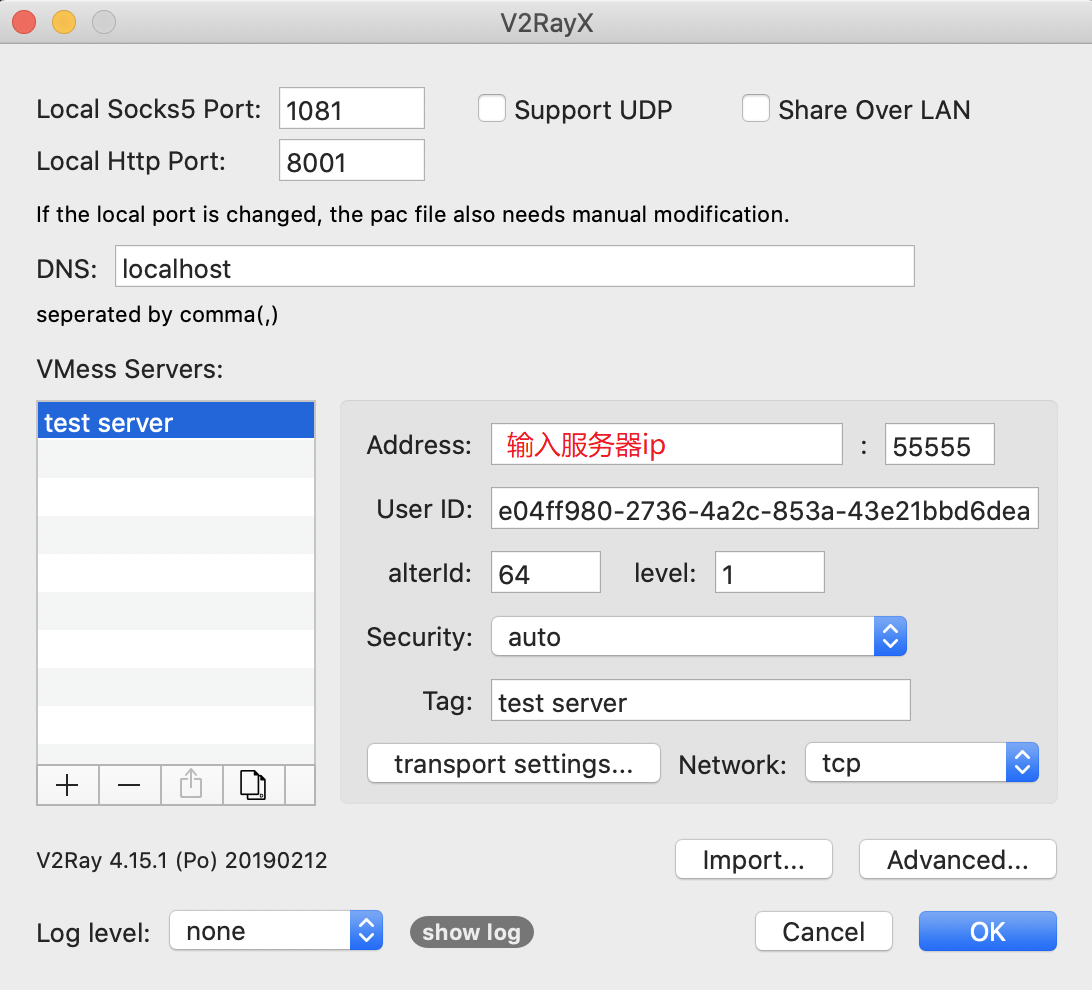 V2RayX
Local Socks5 Port: 1081 Support UDP Share Over LAN
Local Http Port: 8001
If the local port is changed, the pac file also needs manual modification.
DNS: localhost
seperated by comma(,)
VMess Servers:
test server
Address: 输入服务器ip : 55555
User ID: e04ff980-2736-4a2c-853a-43e21bbd6dea
alterId: 64 level: 1
Security: auto
Tag: test server
transport settings... Network: tcp
V2Ray 4.15.1 (Po) 20190212 Import... Advanced...
Log level: none show log Cancel OK